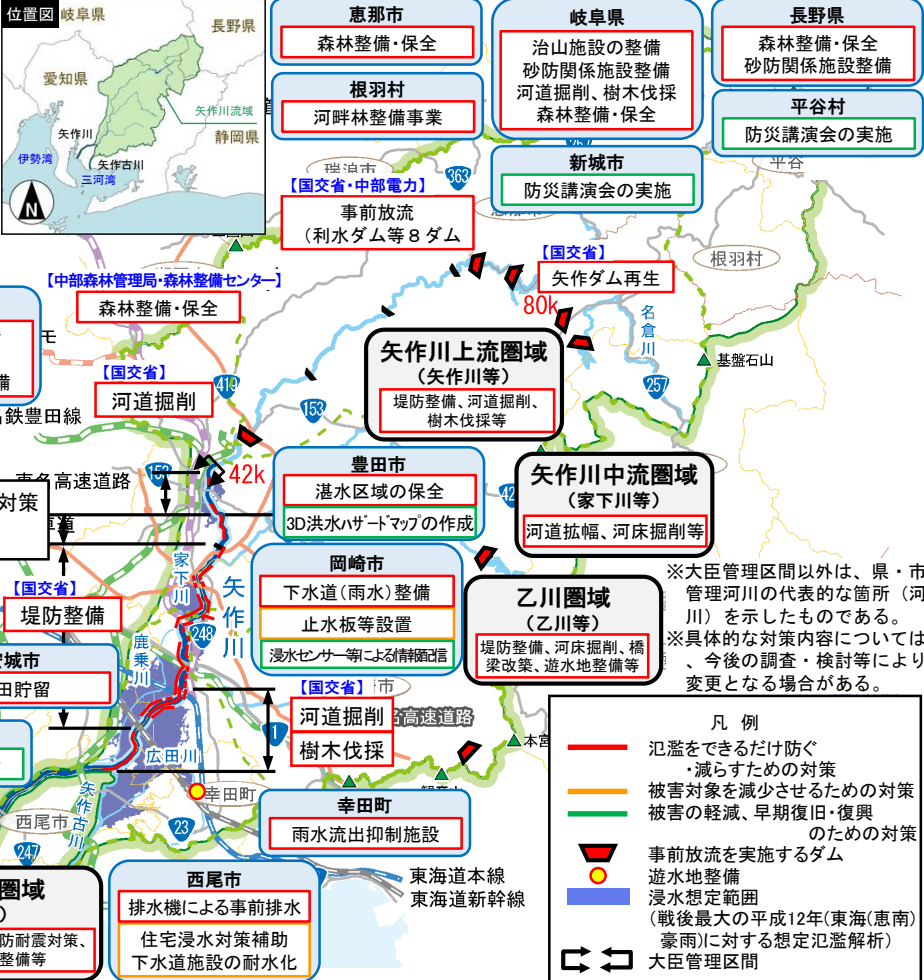 位置図
岐阜県
長野県
愛知県
矢作川流域
静岡県
矢作川
伊勢湾
矢作古川
三河湾
N
恵那市
森林整備・保全
根羽村
河畔林整備事業
岐阜県
治山施設の整備
砂防関係施設整備
河道掘削、樹木伐採
森林整備・保全
長野県
森林整備・保全
砂防関係施設整備
平谷村
防災講演会の実施
新城市
防災講演会の実施
瑞浪市
363
平谷
根羽村
【国交省・中部電力】
事前放流
(利水ダム等８ダム
【国交省】
矢作ダム再生
80k
名倉川
基盤石山
257
【中部森林管理局・森林整備センター】
森林整備・保全
モ
備
【国交省】
河道掘削
419
153
鉄豊田線
矢作川上流圏域
(矢作川等)
堤防整備、河道掘削、
樹木伐採等
東名高速道路
153
42k
対策
豊田市
湛水区域の保全
3D洪水ハザードマップの作成
42
矢作川中流圏域
(家下川等)
河道拡幅、河床掘削等
家下川
矢作川
岡崎市
下水道(雨水)整備
止水板等設置
浸水センサー等による情報配信
【国交省】
堤防整備
鹿乗川
248
乙川圏域
(乙川等)
堤防整備、河床掘削、橋
梁改築、遊水地整備等
※大臣管理区間以外は、県・市
管理河川の代表的な箇所（河
川）を示したものである。
※具体的な対策内容については
、今後の調査・検討等により
変更となる場合がある。
安城市
田貯留
【国交省】
市
河道掘削
樹木伐採
1
名高速道路
本宮
広田川
幸田町
矢作古川
西尾市
23
247
幸田町
雨水流出抑制施設
東海道本線
東海道新幹線
圏域
)
防耐震対策、
整備等
西尾市
排水機による事前排水
住宅浸水対策補助
下水道施設の耐水化
凡 例
氾濫をできるだけ防ぐ
・減らすための対策
被害対象を減少させるための対策
被害の軽減、早期復旧・復興
のための対策
事前放流を実施するダム
遊水地整備
浸水想定範囲
(戦後最大の平成12年(東海(恵南)
豪雨)に対する想定氾濫解析)
大臣管理区間